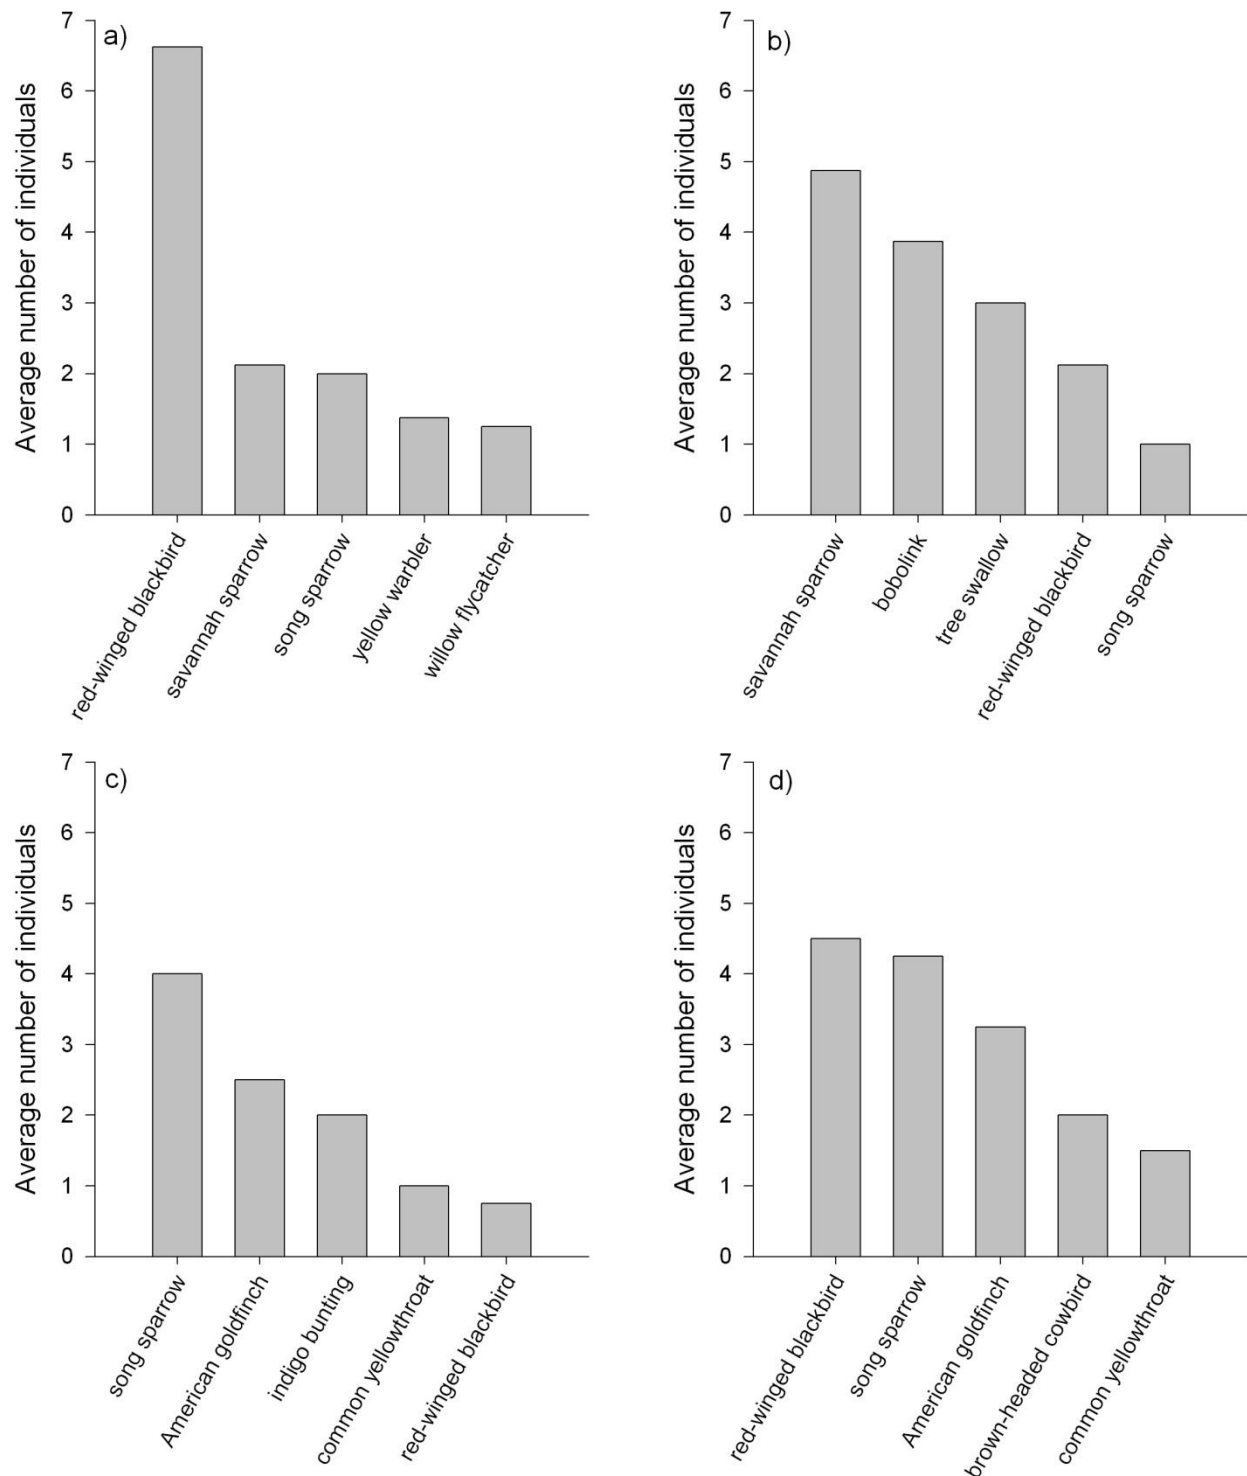 a)
Average number of individuals
7
6
5
4
3
2
1
0
red-winged blackbird
savannah sparrow
song sparrow
yellow warbler
willow flycatcher
b)
Average number of individuals
7
6
5
4
3
2
1
0
savannah sparrow
bobolink
tree swallow
red-winged blackbird
song sparrow
c)
Average number of individuals
7
6
5
4
3
2
1
0
song sparrow
American goldfinch
indigo bunting
common yellowthroat
red-winged blackbird
d)
Average number of individuals
7
6
5
4
3
2
1
0
red-winged blackbird
song sparrow
American goldfinch
brown-headed cowbird
common yellowthroat